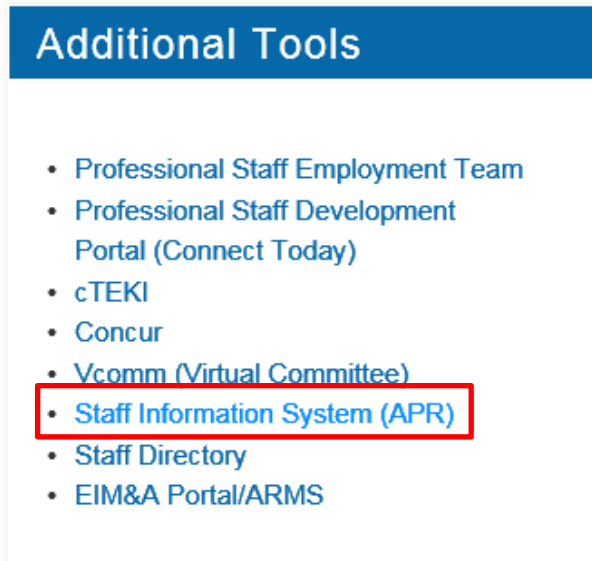 Additional Tools
• Professional Staff Employment Team
• Professional Staff Development
Portal (Connect Today)
• cTEKI
• Concur
• Vcomm (Virtual Committee)
• Staff Information System (APR)
• Staff Directory
• EIM&A Portal/ARMS